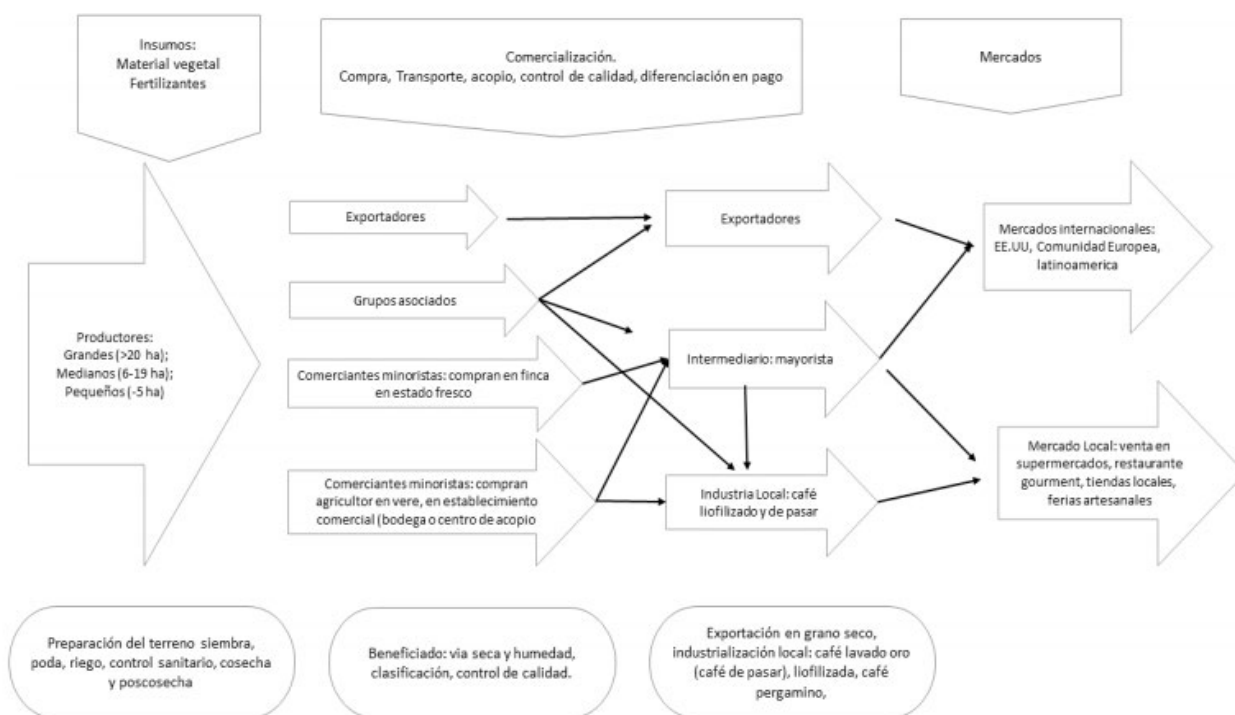 Insumos:
Material vegetal
Fertilizantes
Comercialización.
Compra, Transporte, acopio, control de calidad, diferenciación en pago
Mercados
Productores:
Grandes (>20 ha);
Medianos (6-19 ha);
Pequeños (-5 ha)
Exportadores
Grupos asociados
Comerciantes minoristas: compran en finca
en estado fresco
Comerciantes minoristas: compran
agricultor en vere, en establecimiento
comercial (bodega o centro de acopio
Exportadores
Intermediario: mayorista
Industria Local: café
liofilizado y de pasar
Mercados internacionales:
EE.UU, Comunidad Europea,
latinoamerica
Mercado Local: venta en
supermercados, restaurante
gourment, tiendas locales,
ferias artesanales
Preparación del terreno siembra,
poda, riego, control sanitario, cosecha
y poscosecha
Beneficiado: via seca y humedad,
clasificación, control de calidad.
Exportación en grano seco,
industrialización local: café lavado oro
(café de pasar), liofilizada, café
pergamino,